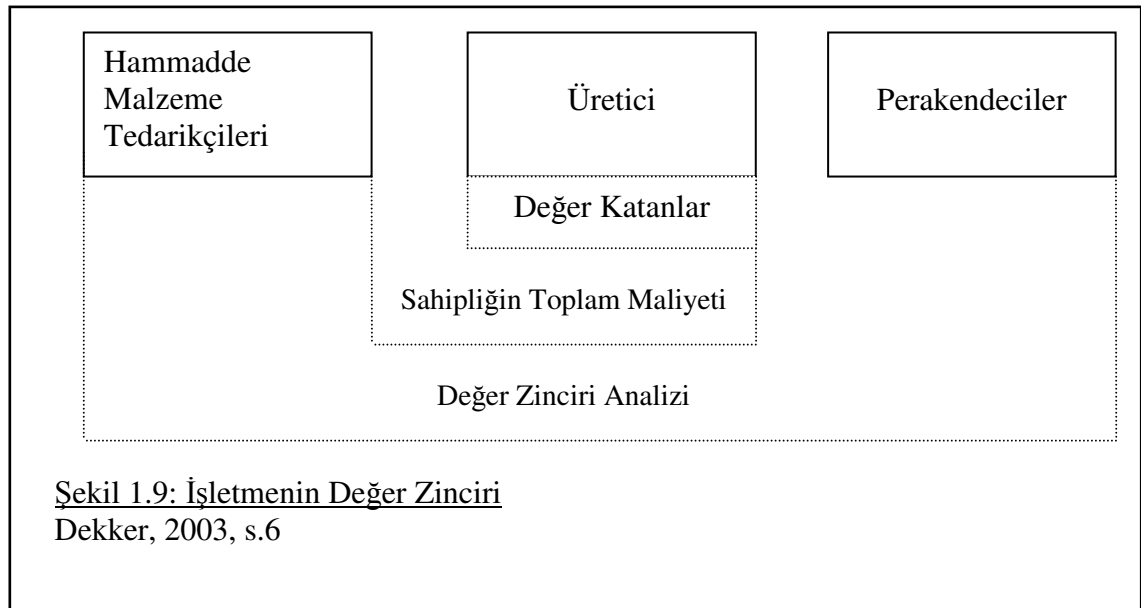 Hammadde
Malzeme
Tedarikçileri
Üretici
Perakendeciler
Değer Katanlar
Sahipliğin Toplam Maliyeti
Değer Zinciri Analizi
Şekil 1.9: İşletmenin Değer Zinciri
Dekker, 2003, s.6